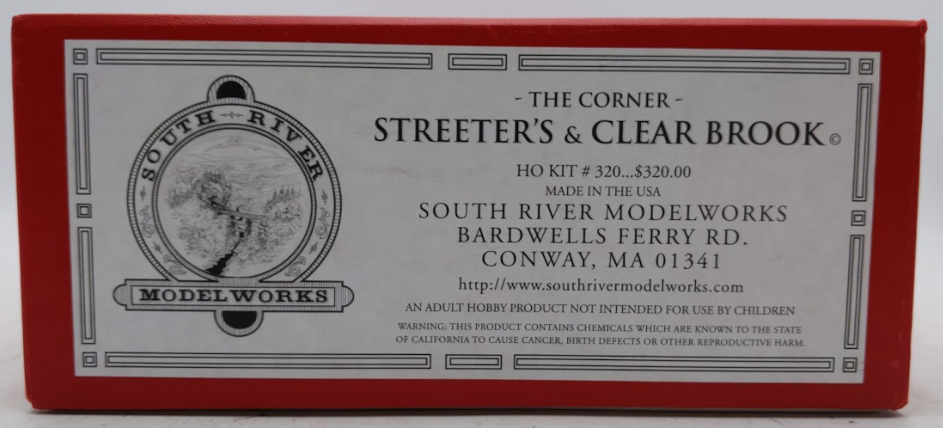 SOUTH RIVER
MODELWORKS
- THE CORNER -
STREETER'S & CLEAR BROOK©
HO KIT # 320...$320.00
MADE IN THE USA
SOUTH RIVER MODELWORKS
BARDWELLS FERRY RD.
CONWAY, MA 01341
http://www.southrivermodelworks.com
AN ADULT HOBBY PRODUCT NOT INTENDED FOR USE BY CHILDREN
WARNING: THIS PRODUCT CONTAINS CHEMICALS WHICH ARE KNOWN TO THE STATE
OF CALIFORNIA TO CAUSE CANCER, BIRTH DEFECTS OR OTHER REPRODUCTIVE HARM.